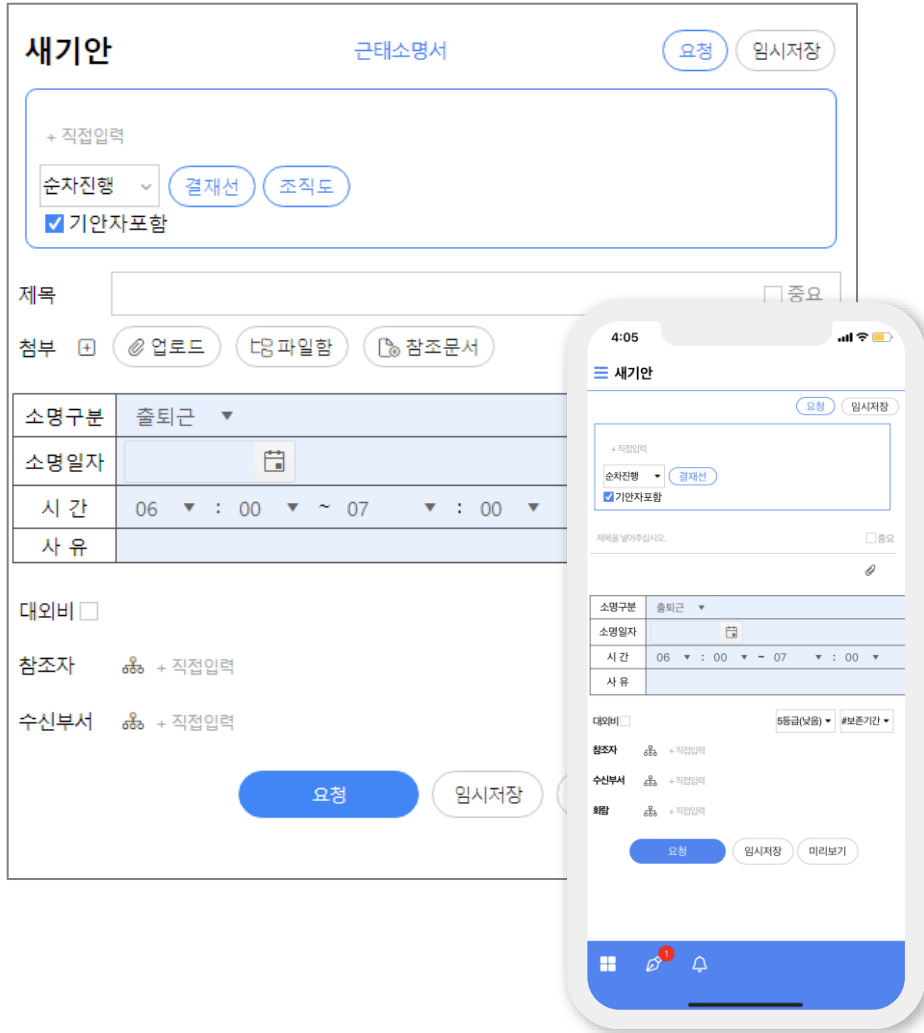 새기안 근태소명서 요청 임시저장
+ 직접입력
순차진행 결재선 조직도
기안자포함
제목 중요
첨부 업로드 파일함 참조문서
소명구분 출퇴근
소명일자
시 간 06 : 00 ~ 07 : 00
사 유
대외비
참조자 + 직접입력
수신부서 + 직접입력
요청 임시저장
4:05
새기안
요청 임시저장
+ 직접입력
순차진행 결재선
기안자포함
제목을 넣어주십시오. 중요
소명구분 출퇴근
소명일자
시 간 06 : 00 ~ 07 : 00
사 유
대외비 5등급(낮음) #보존기간
참조자 + 직접입력
수신부서 + 직접입력
회람 + 직접입력
요청 임시저장 미리보기
1